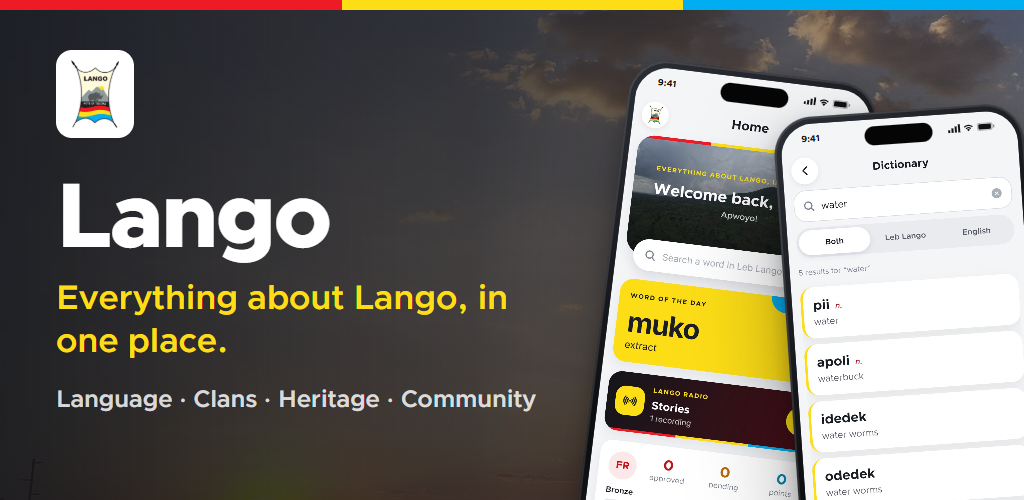 LANGO
Lango
Everything about Lango, in
one place.
Language · Clans · Heritage · Community
9:41
Home
EVERYTHING ABOUT LANGO,
Welcome back,
Apwoyo!
Search a word in Leb Lango
WORD OF THE DAY
muko
extract
LANGO RADIO
Stories
1 recording
FR
Bronze
0
approved
0
pending
0
points
9:41
Dictionary
water
Both
Leb Lango
English
5 results for "water"
pii n.
water
apoli n.
waterbuck
idedek
water worms
odedek
water worms